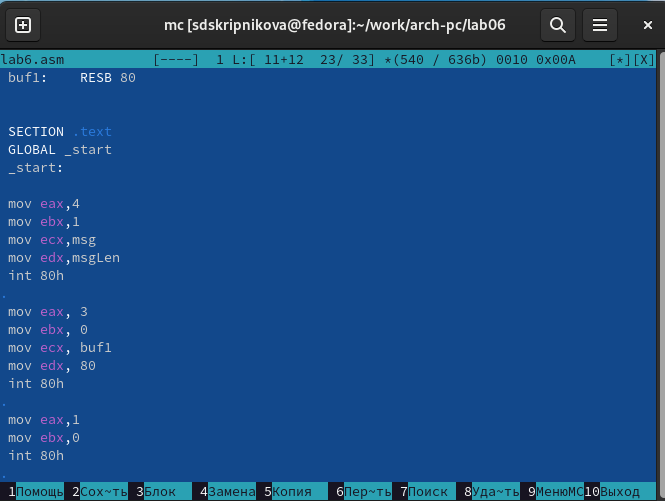 mc [sdskripnikova@fedora]:~/work/arch-pc/lab06
lab6.asm [----] 1 L:[ 11+12 23/ 33] *(540 / 636b) 0010 0x00A [*][X]
buf1: RESB 80
SECTION .text
GLOBAL _start
_start:
mov eax,4
mov ebx,1
mov ecx,msg
mov edx,msgLen
int 80h
.
mov eax, 3
mov ebx, 0
mov ecx, buf1
mov edx, 80
int 80h
.
mov eax,1
mov ebx,0
int 80h
.
1Помощь 2Сох~ть 3Блок 4Замена 5Копия 6Пер~ть 7Поиск 8Уда~ть 9МенюMC 10Выход